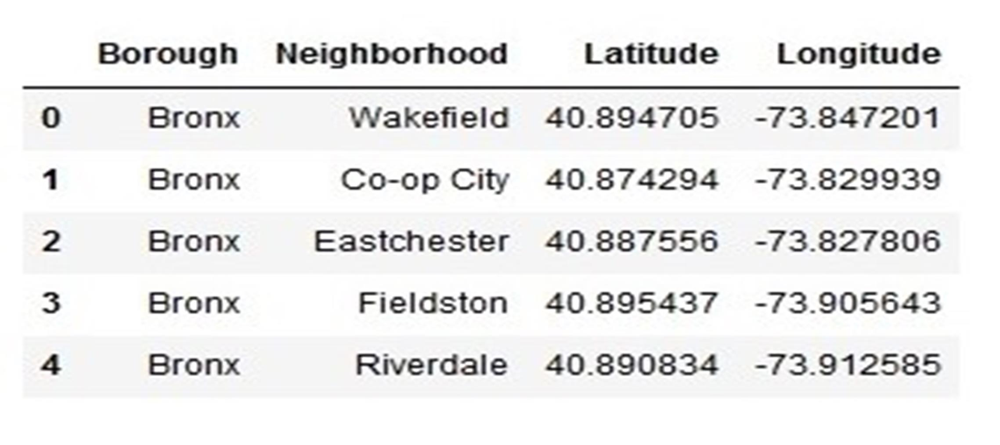 Borough Neighborhood Latitude Longitude
0 Bronx Wakefield 40.894705 -73.847201
1 Bronx Co-op City 40.874294 -73.829939
2 Bronx Eastchester 40.887556 -73.827806
3 Bronx Fieldston 40.895437 -73.905643
4 Bronx Riverdale 40.890834 -73.912585